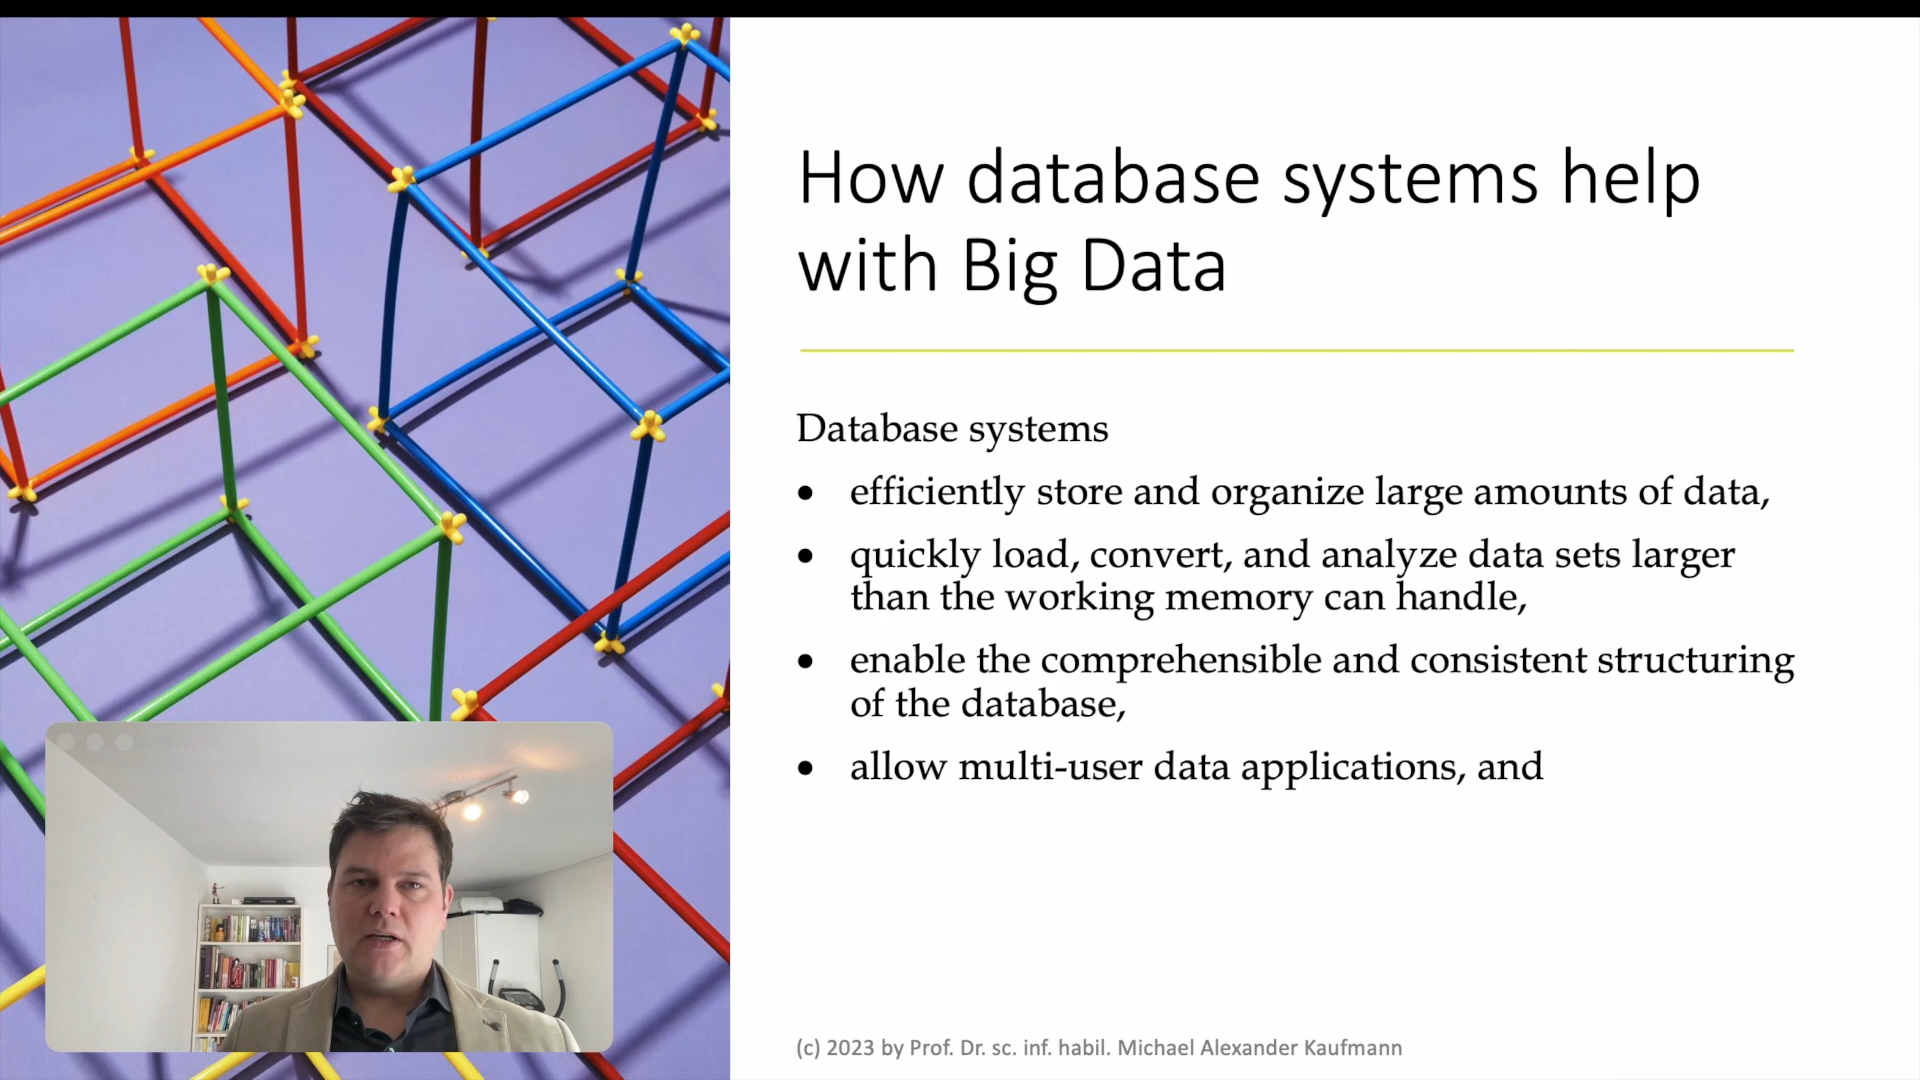 How database systems help
with Big Data
Database systems
• efficiently store and organize large amounts of data,
• quickly load, convert, and analyze data sets larger
than the working memory can handle,
• enable the comprehensible and consistent structuring
of the database,
• allow multi-user data applications, and
(c) 2023 by Prof. Dr. sc. inf. habil. Michael Alexander Kaufmann